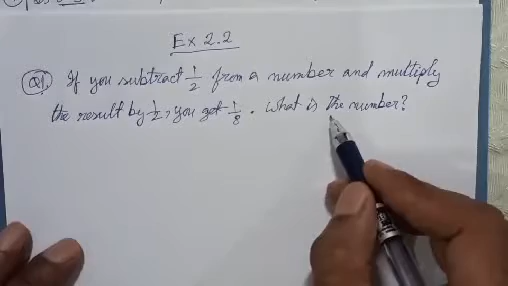 Ex 2.2
Q1. If you subtract 1/2 from a number and multiply
the result by 1/2, you get 1/8. What is the number?